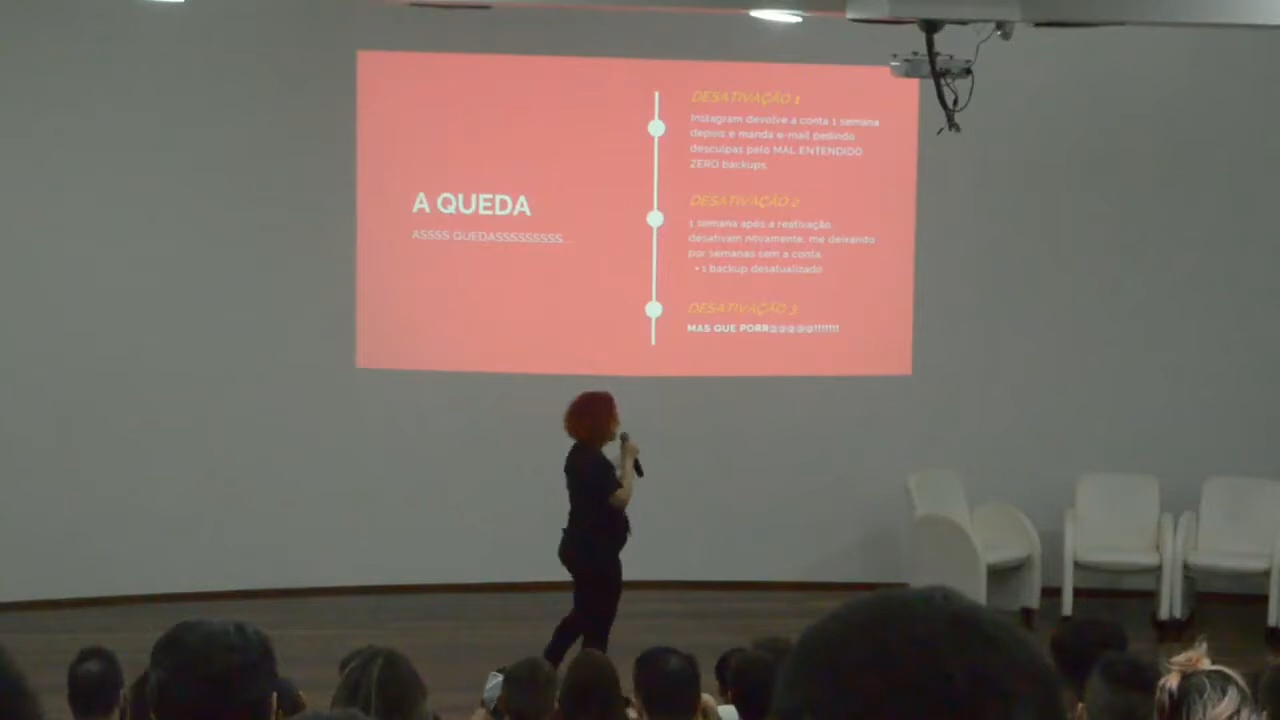 A QUEDA
ASSSS QUEDASSSSSSSSS...
DESATIVAÇÃO 1
Instagram devolve a conta 1 semana
depois e manda e-mail pedindo
desculpas pelo MAL ENTENDIDO
ZERO backups.
DESATIVAÇÃO 2
1 semana após a reativação
desativam novamente, me deixando
por semanas sem a conta.
• 1 backup desatualizado
DESATIVAÇÃO 3
MAS QUE PORR@@@@@!!!!!!!